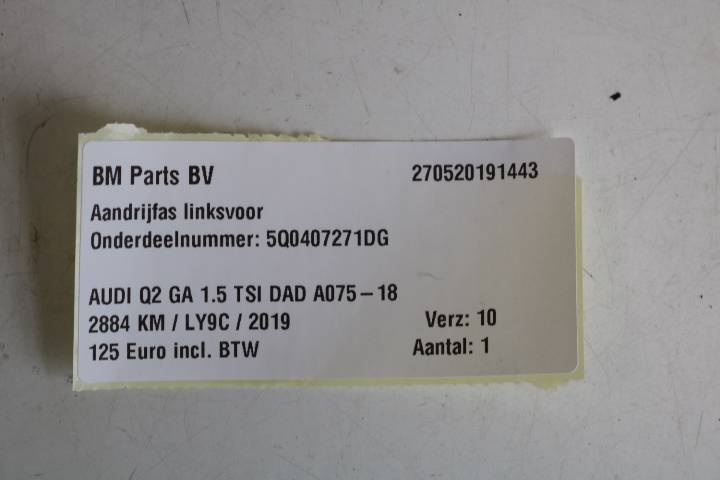 BM Parts BV 270520191443
Aandrijfas linksvoor
Onderdeelnummer: 5Q0407271DG
AUDI Q2 GA 1.5 TSI DAD A075-18
2884 KM / LY9C / 2019 Verz: 10
125 Euro incl. BTW Aantal: 1